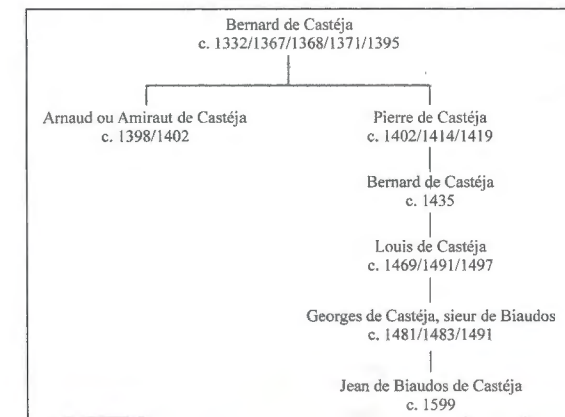 Bernard de Castéja
c. 1332/1367/1368/1371/1395
Arnaud ou Amiraut de Castéja
c. 1398/1402
Pierre de Castéja
c. 1402/1414/1419
Bernard de Castéja
c. 1435
Louis de Castéja
c. 1469/1491/1497
Georges de Castéja, sieur de Biaudos
c. 1481/1483/1491
Jean de Biaudos de Castéja
c. 1599